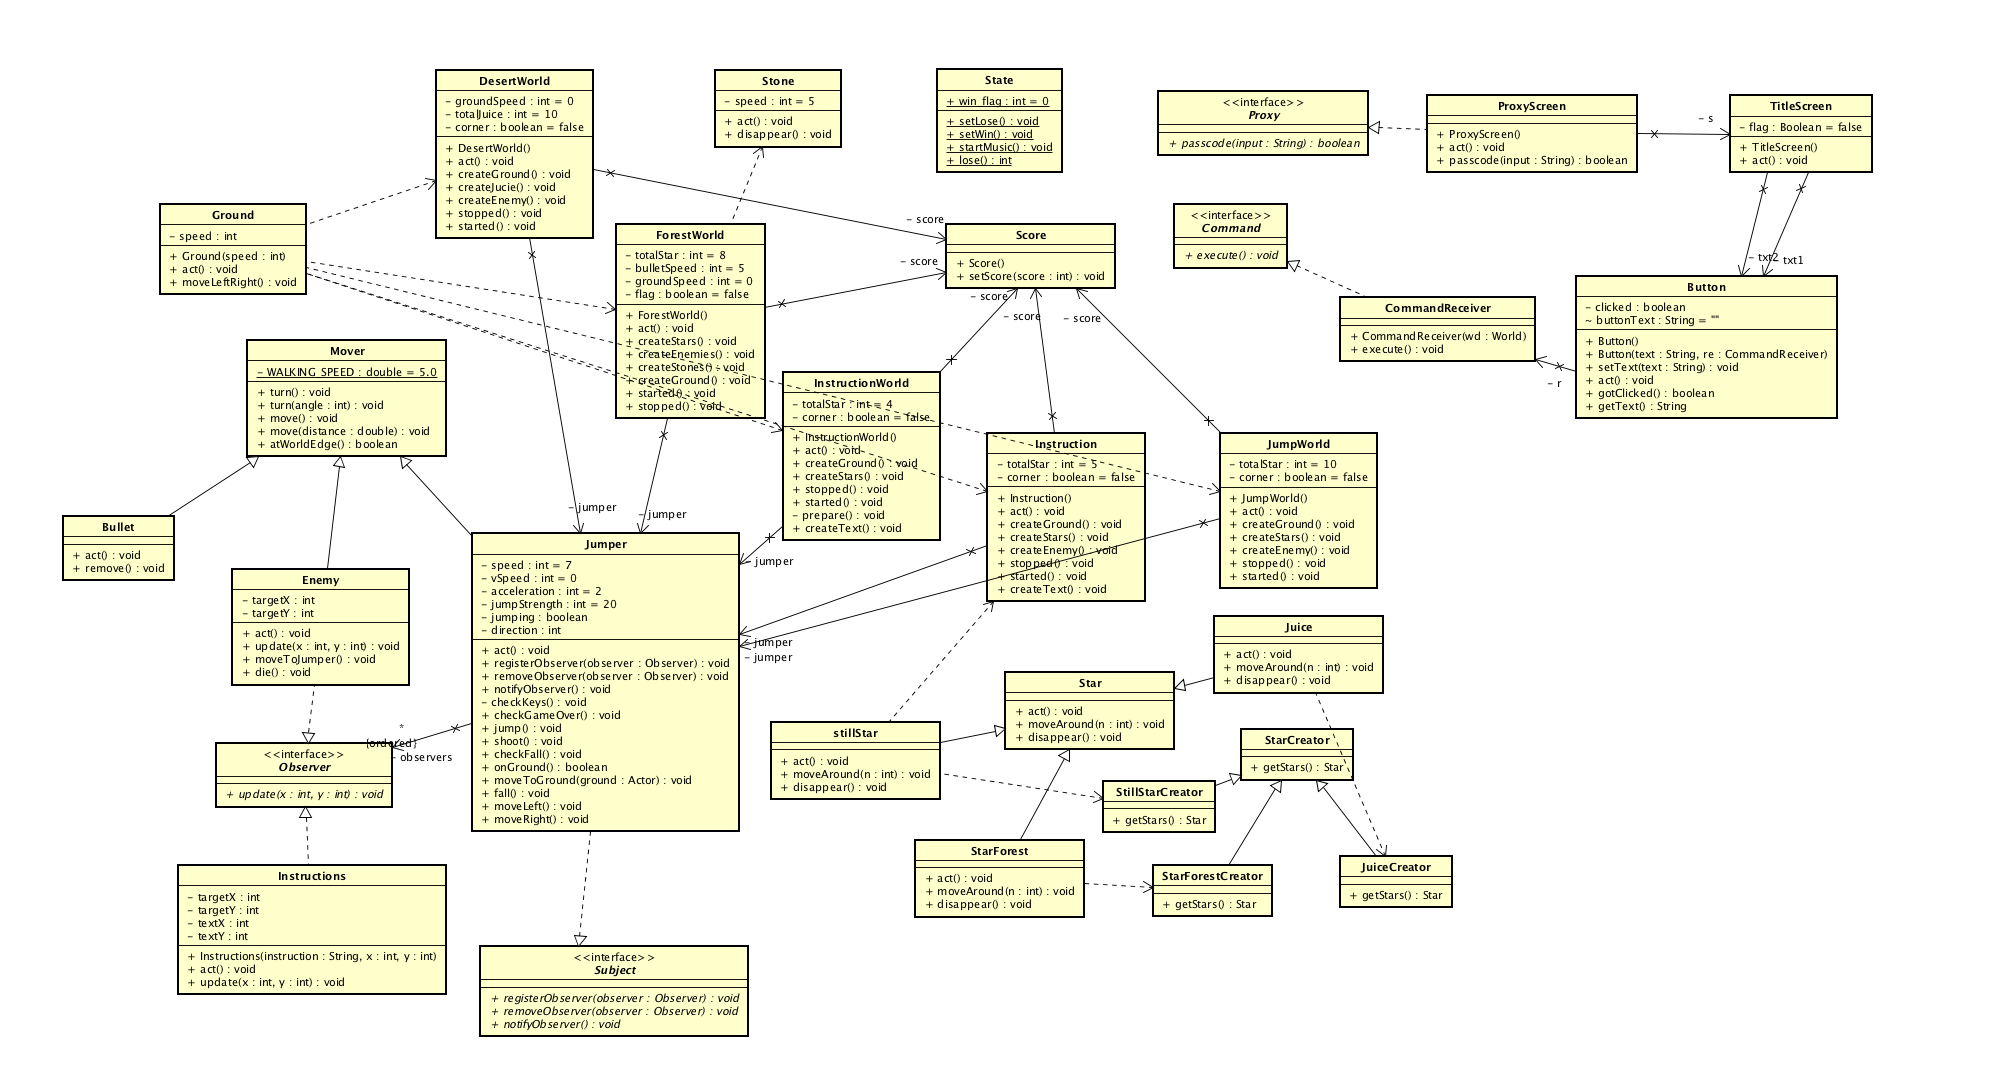 DesertWorld
– groundSpeed : int = 0
– totalJuice : int = 10
– corner : boolean = false
+ DesertWorld()
+ act() : void
+ createGround() : void
+ createJucie() : void
+ createEnemy() : void
+ stopped() : void
+ started() : void
Stone
– speed : int = 5
+ act() : void
+ disappear() : void
State
+ win_flag : int = 0
+ setLose() : void
+ setWin() : void
+ startMusic() : void
+ lose() : int
<<interface>>
Proxy
+ passcode(input : String) : boolean
ProxyScreen
+ ProxyScreen()
+ act() : void
+ passcode(input : String) : boolean
– s
TitleScreen
– flag : Boolean = false
+ TitleScreen()
+ act() : void
Ground
– speed : int
+ Ground(speed : int)
+ act() : void
+ moveLeftRight() : void
ForestWorld
– totalStar : int = 8
– bulletSpeed : int = 5
– groundSpeed : int = 0
– flag : boolean = false
+ ForestWorld()
+ act() : void
+ createStars() : void
+ createEnemies() : void
+ createStones() : void
+ createGround() : void
+ started() : void
+ stopped() : void
– score
– score
Score
+ Score()
+ setScore(score : int) : void
– score
– score
– score
<<interface>>
Command
+ execute() : void
CommandReceiver
+ CommandReceiver(wd : World)
+ execute() : void
– txt2
– txt1
Button
– clicked : boolean
~ buttonText : String = ""
+ Button()
+ Button(text : String, re : CommandReceiver)
+ setText(text : String) : void
+ act() : void
+ gotClicked() : boolean
+ getText() : String
– r
Mover
– WALKING_SPEED : double = 5.0
+ turn() : void
+ turn(angle : int) : void
+ move() : void
+ move(distance : double) : void
+ atWorldEdge() : boolean
InstructionWorld
– totalStar : int = 4
– corner : boolean = false
+ InstructionWorld()
+ act() : void
+ createGround() : void
+ createStars() : void
+ stopped() : void
+ started() : void
– prepare() : void
+ createText() : void
Instruction
– totalStar : int = 5
– corner : boolean = false
+ Instruction()
+ act() : void
+ createGround() : void
+ createStars() : void
+ createEnemy() : void
+ stopped() : void
+ started() : void
+ createText() : void
JumpWorld
– totalStar : int = 10
– corner : boolean = false
+ JumpWorld()
+ act() : void
+ createGround() : void
+ createStars() : void
+ createEnemy() : void
+ stopped() : void
+ started() : void
Bullet
+ act() : void
+ remove() : void
Enemy
– targetX : int
– targetY : int
+ act() : void
+ update(x : int, y : int) : void
+ moveToJumper() : void
+ die() : void
– jumper
– jumper
– jumper
– jumper
– jumper
Jumper
– speed : int = 7
– vSpeed : int = 0
– acceleration : int = 2
– jumpStrength : int = 20
– jumping : boolean
– direction : int
+ act() : void
+ registerObserver(observer : Observer) : void
+ removeObserver(observer : Observer) : void
+ notifyObserver() : void
– checkKeys() : void
+ checkGameOver() : void
+ jump() : void
+ shoot() : void
+ checkFall() : void
+ onGround() : boolean
+ moveToGround(ground : Actor) : void
+ fall() : void
+ moveLeft() : void
+ moveRight() : void
*
{ordered}
– observers
<<interface>>
Observer
+ update(x : int, y : int) : void
Instructions
– targetX : int
– targetY : int
– textX : int
– textY : int
+ Instructions(instruction : String, x : int, y : int)
+ act() : void
+ update(x : int, y : int) : void
<<interface>>
Subject
+ registerObserver(observer : Observer) : void
+ removeObserver(observer : Observer) : void
+ notifyObserver() : void
Juice
+ act() : void
+ moveAround(n : int) : void
+ disappear() : void
Star
+ act() : void
+ moveAround(n : int) : void
+ disappear() : void
stillStar
+ act() : void
+ moveAround(n : int) : void
+ disappear() : void
StarCreator
+ getStars() : Star
StillStarCreator
+ getStars() : Star
StarForest
+ act() : void
+ moveAround(n : int) : void
+ disappear() : void
StarForestCreator
+ getStars() : Star
JuiceCreator
+ getStars() : Star